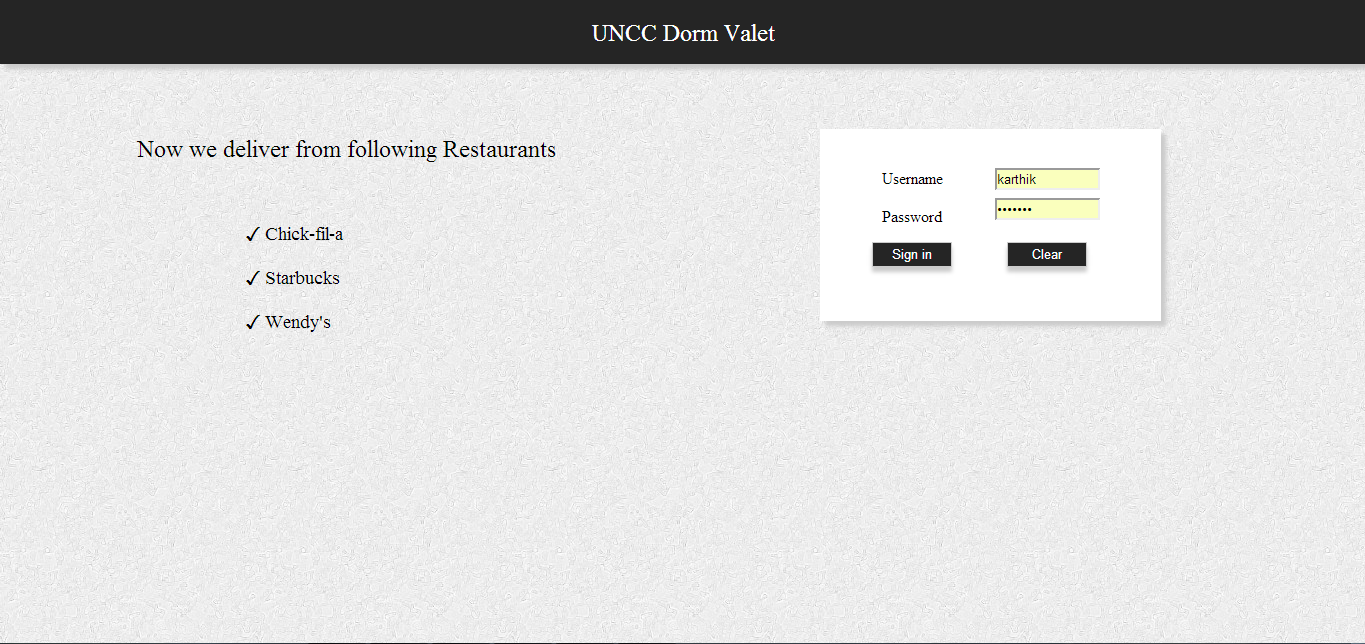 UNCC Dorm Valet
Now we deliver from following Restaurants
✓ Chick-fil-a
✓ Starbucks
✓ Wendy's
Username karthik
Password •••••••
Sign in Clear